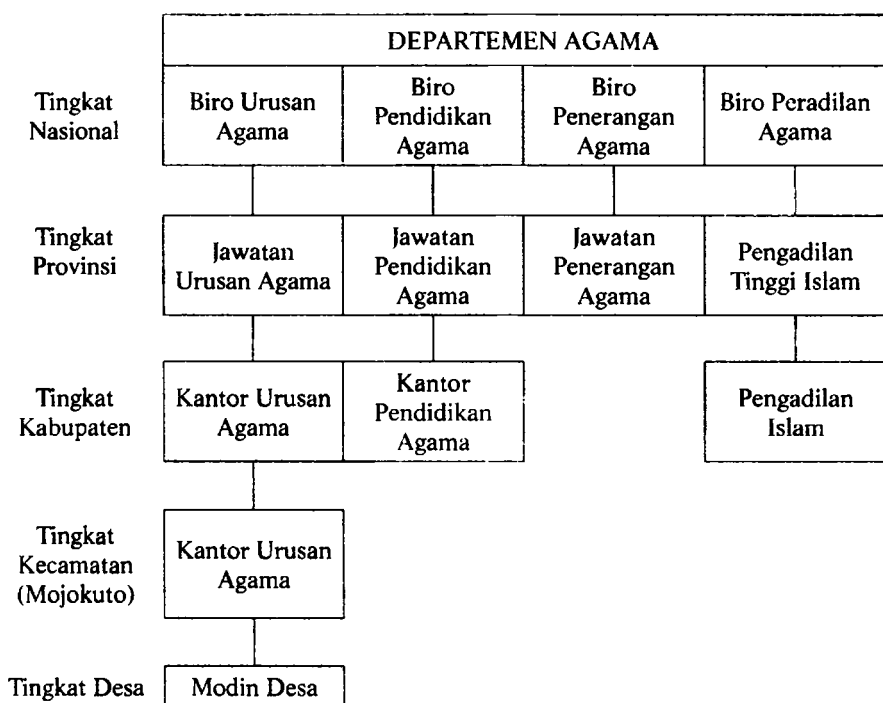 DEPARTEMEN AGAMA
Tingkat
Nasional
Biro Urusan
Agama
Biro
Pendidikan
Agama
Biro
Penerangan
Agama
Biro Peradilan
Agama
Tingkat
Provinsi
Jawatan
Urusan Agama
Jawatan
Pendidikan
Agama
Jawatan
Penerangan
Agama
Pengadilan
Tinggi Islam
Tingkat
Kabupaten
Kantor Urusan
Agama
Kantor
Pendidikan
Agama
Pengadilan
Islam
Tingkat
Kecamatan
(Mojokuto)
Kantor Urusan
Agama
Tingkat Desa
Modin Desa